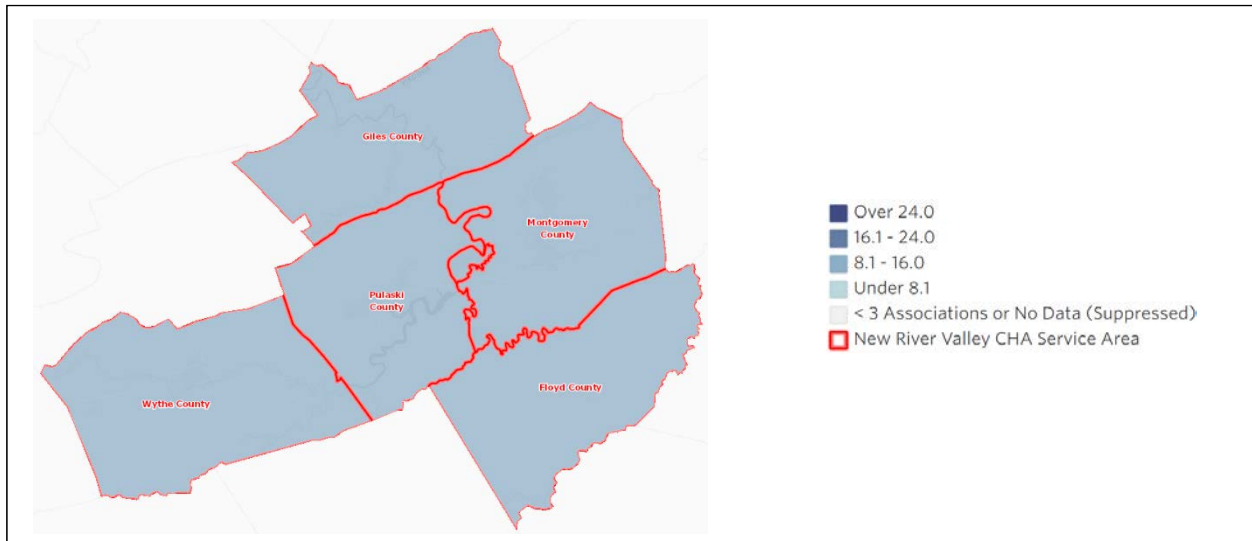 Giles County
Montgomery
County
Pulaski
County
Wythe County
Floyd County
Over 24.0
16.1 - 24.0
8.1 - 16.0
Under 8.1
< 3 Associations or No Data (Suppressed)
New River Valley CHA Service Area